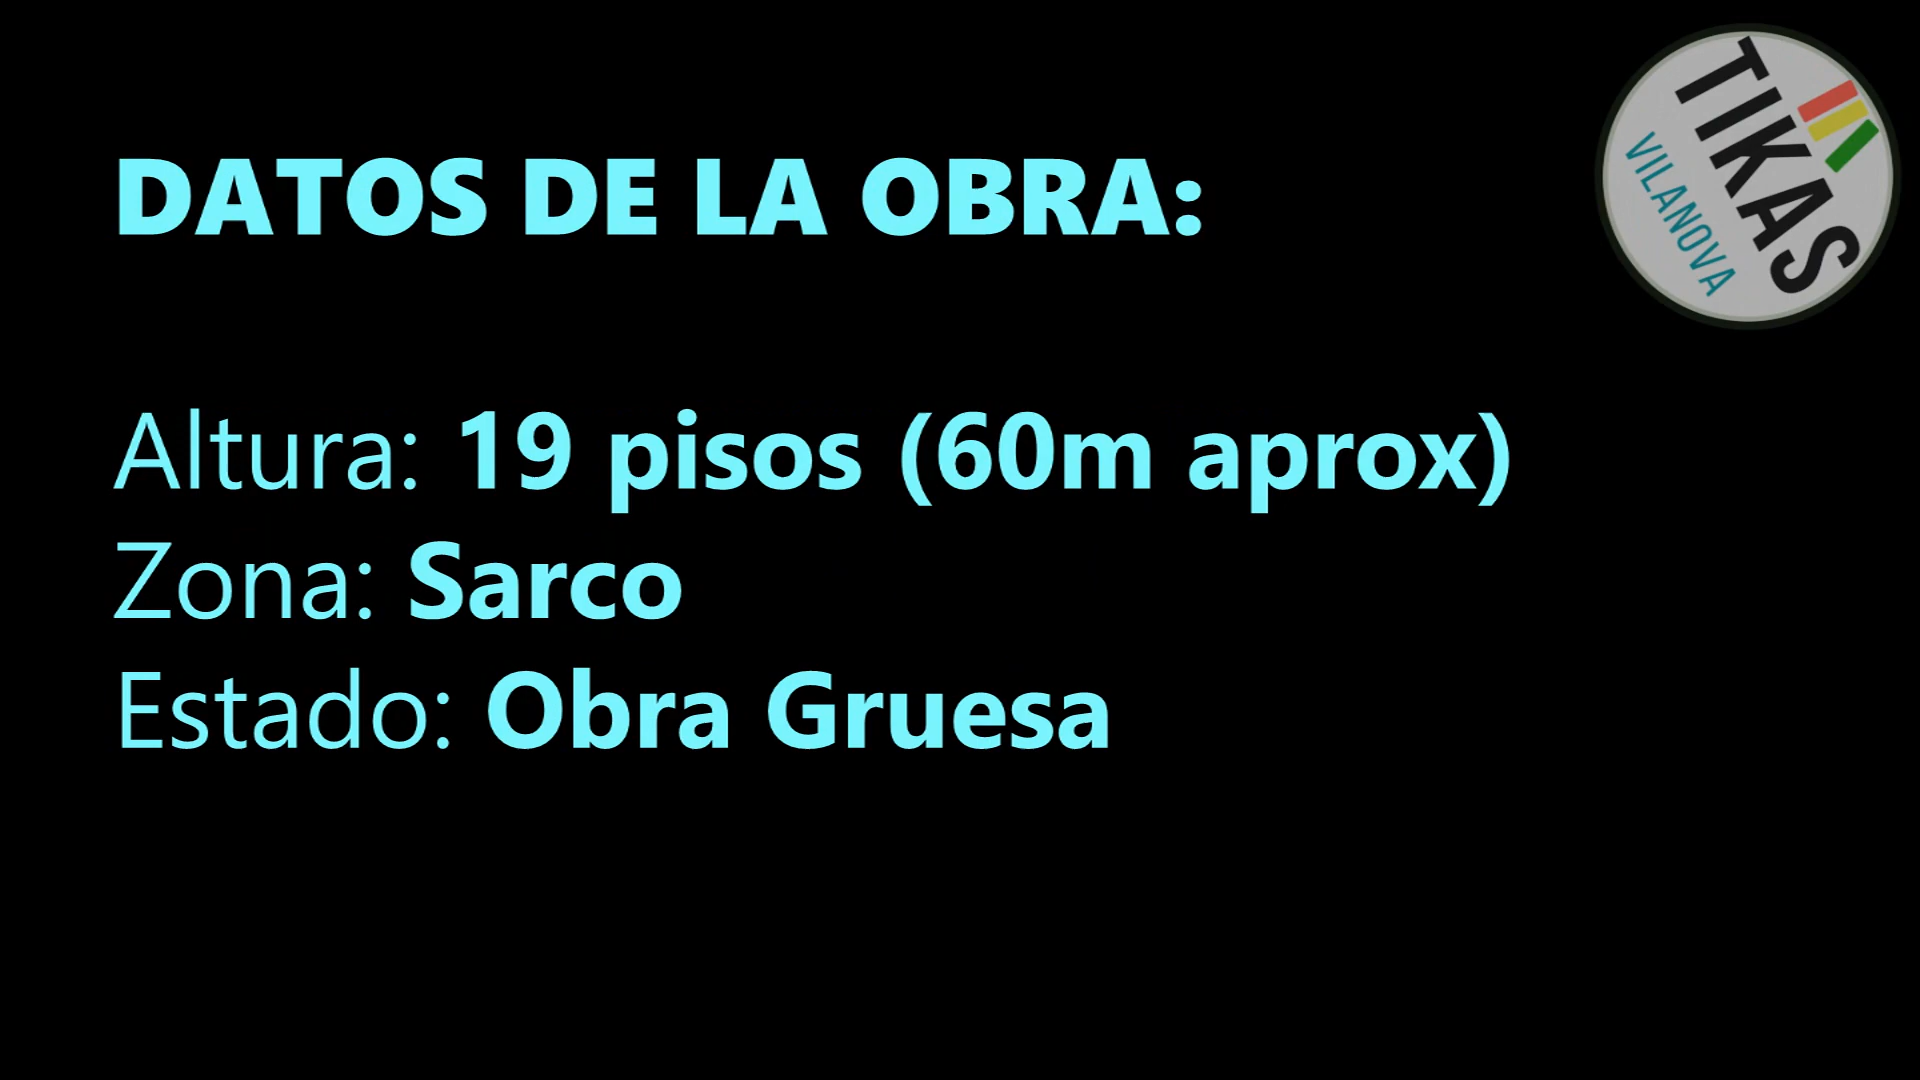 DATOS DE LA OBRA:
Altura: 19 pisos (60m aprox)
Zona: Sarco
Estado: Obra Gruesa
TIKAS
VILANOVA